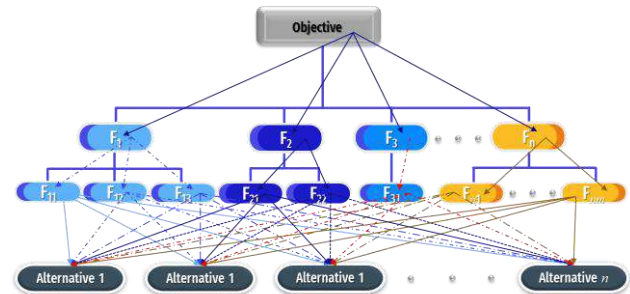 Objective
F1 F2 F3 Fn
F11 F12 F13 F21 F22 F31 Fn1 Fnm
Alternative 1 Alternative 1 Alternative 1 Alternative n